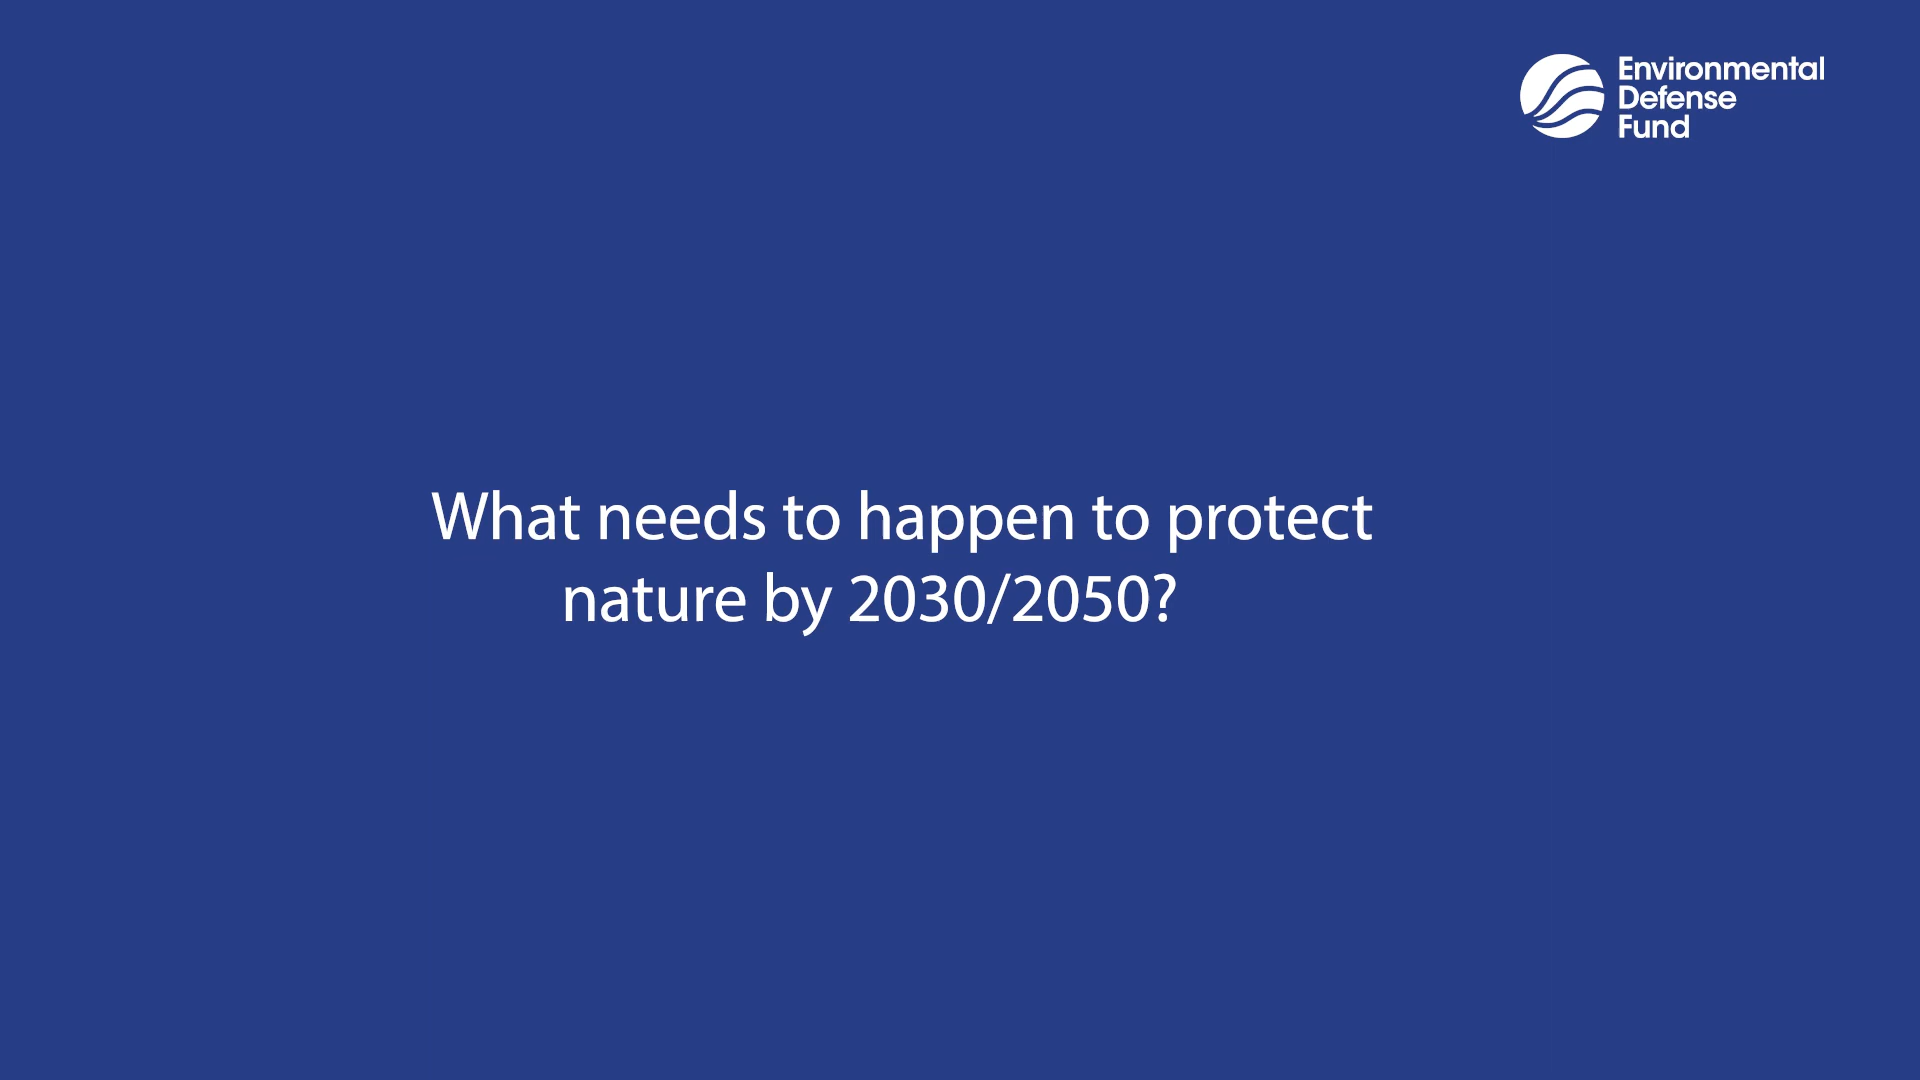 Environmental
Defense
Fund
What needs to happen to protect
nature by 2030/2050?